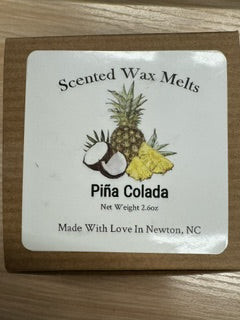 Scented Wax Melts
Piña Colada
Net Weight 2.6oz
Made With Love In Newton, NC